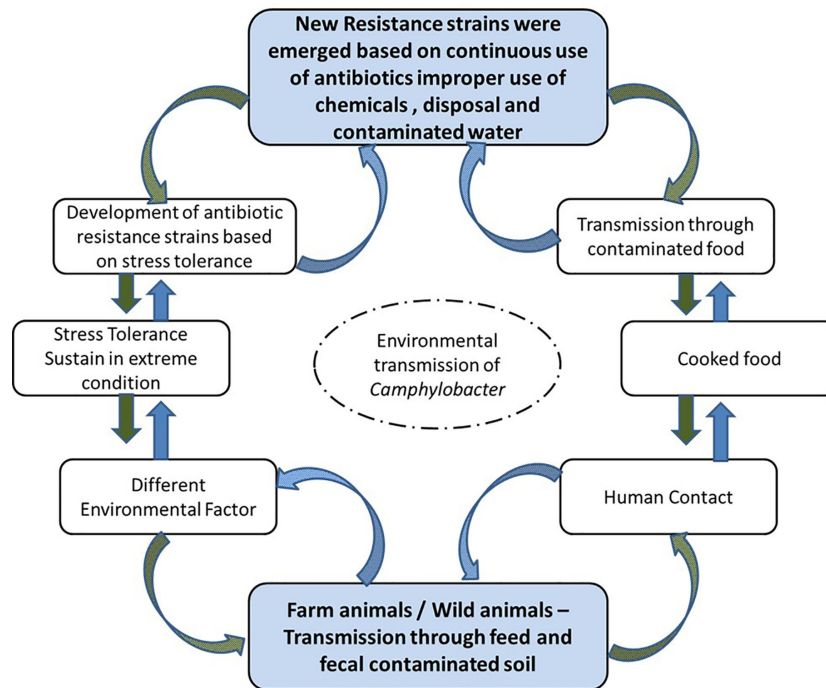 New Resistance strains were
emerged based on continuous use
of antibiotics improper use of
chemicals , disposal and
contaminated water
Development of antibiotic
resistance strains based
on stress tolerance
Transmission through
contaminated food
Stress Tolerance
Sustain in extreme
condition
Environmental
transmission of
Camphylobacter
Cooked food
Different
Environmental Factor
Human Contact
Farm animals / Wild animals –
Transmission through feed and
fecal contaminated soil